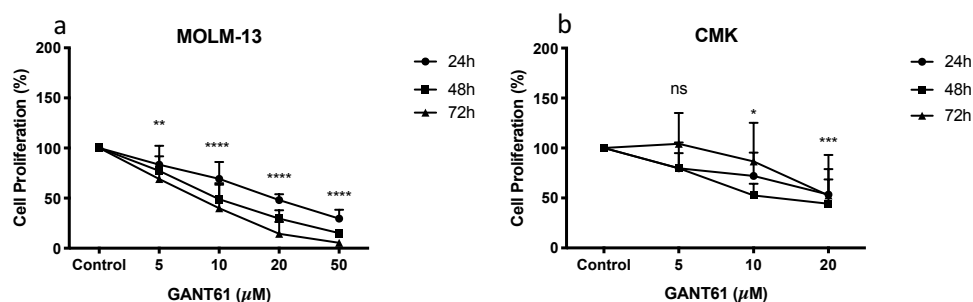 a
MOLM-13
Cell Proliferation (%)
200
150
100
50
0
**
****
****
****
Control 5 10 20 50
GANT61 (µM)
24h
48h
72h
b
CMK
Cell Proliferation (%)
200
150
100
50
0
ns
*
***
Control 5 10 20
GANT61 (µM)
24h
48h
72h